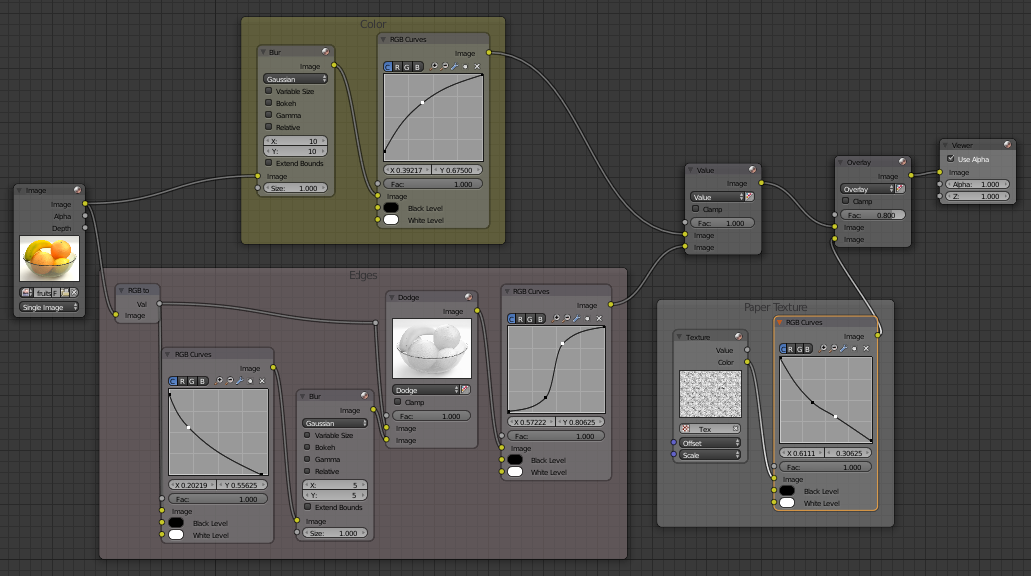 Color
Blur
Image
Gaussian
Variable Size
Bokeh
Gamma
Relative
X: 10
Y: 10
Extend Bounds
Image
Size: 1.000
RGB Curves
Image
C R G B
X 0.39217 Y 0.67500
Fac: 1.000
Image
Black Level
White Level
Image
Image
Alpha
Depth
fruits F
Single Image
Edges
RGB to
Val
Image
RGB Curves
Image
C R G B
X 0.20219 Y 0.55625
Fac: 1.000
Image
Black Level
White Level
Blur
Image
Gaussian
Variable Size
Bokeh
Gamma
Relative
X: 5
Y: 5
Extend Bounds
Image
Size: 1.000
Dodge
Image
Dodge
Clamp
Fac: 1.000
Image
Image
RGB Curves
Image
C R G B
X 0.57222 Y 0.80625
Fac: 1.000
Image
Black Level
White Level
Value
Image
Value
Clamp
Fac: 1.000
Image
Image
Paper Texture
Texture
Value
Color
Tex
Offset
Scale
RGB Curves
Image
C R G B
X 0.6111 0.30625
Fac: 1.000
Image
Black Level
White Level
Overlay
Image
Overlay
Clamp
Fac: 0.800
Image
Image
Viewer
Use Alpha
Image
Alpha: 1.000
Z: 1.000